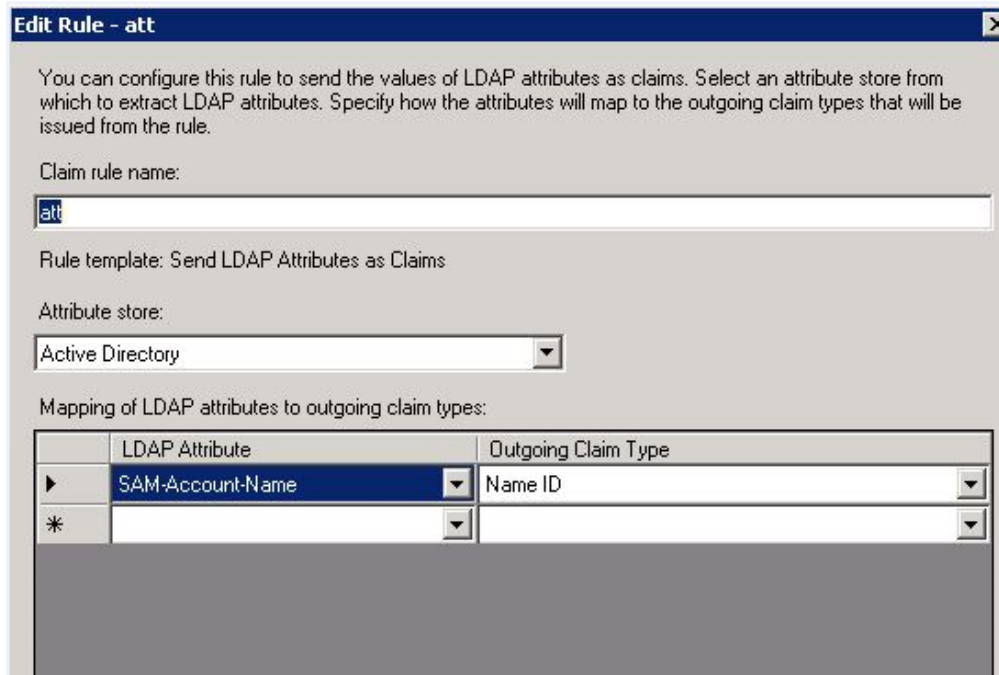 Edit Rule - att
You can configure this rule to send the values of LDAP attributes as claims. Select an attribute store from
which to extract LDAP attributes. Specify how the attributes will map to the outgoing claim types that will be
issued from the rule.
Claim rule name:
att
Rule template: Send LDAP Attributes as Claims
Attribute store:
Active Directory
Mapping of LDAP attributes to outgoing claim types:
LDAP Attribute Outgoing Claim Type
SAM-Account-Name Name ID